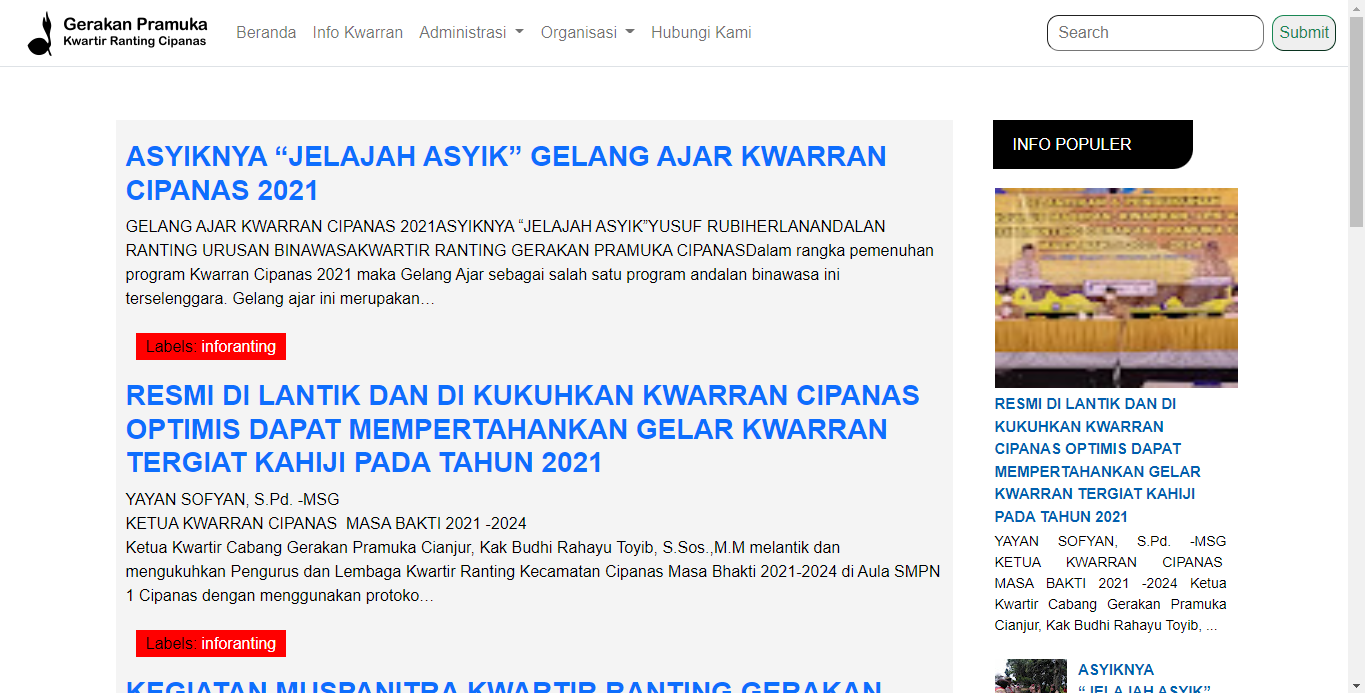 Gerakan Pramuka
Kwartir Ranting Cipanas
Beranda Info Kwarran Administrasi Organisasi Hubungi Kami
Search
Submit
ASYIKNYA “JELAJAH ASYIK” GELANG AJAR KWARRAN
CIPANAS 2021
GELANG AJAR KWARRAN CIPANAS 2021ASYIKNYA “JELAJAH ASYIK”YUSUF RUBIHERLANANDALAN
RANTING URUSAN BINAWASAKWARTIR RANTING GERAKAN PRAMUKA CIPANASDalam rangka pemenuhan
program Kwarran Cipanas 2021 maka Gelang Ajar sebagai salah satu program andalan binawasa ini
terselenggara. Gelang ajar ini merupakan…
Labels: inforanting
RESMI DI LANTIK DAN DI KUKUHKAN KWARRAN CIPANAS
OPTIMIS DAPAT MEMPERTAHANKAN GELAR KWARRAN
TERGIAT KAHIJI PADA TAHUN 2021
YAYAN SOFYAN, S.Pd. -MSG
KETUA KWARRAN CIPANAS  MASA BAKTI 2021 -2024
Ketua Kwartir Cabang Gerakan Pramuka Cianjur, Kak Budhi Rahayu Toyib, S.Sos.,M.M melantik dan
mengukuhkan Pengurus dan Lembaga Kwartir Ranting Kecamatan Cipanas Masa Bhakti 2021-2024 di Aula SMPN
1 Cipanas dengan menggunakan protoko…
Labels: inforanting
KEGIATAN MUSPANITRA KWARTIR RANTING GERAKAN
INFO POPULER
RESMI DI LANTIK DAN DI
KUKUHKAN KWARRAN
CIPANAS OPTIMIS DAPAT
MEMPERTAHANKAN GELAR
KWARRAN TERGIAT KAHIJI
PADA TAHUN 2021
YAYAN SOFYAN, S.Pd. -MSG
KETUA KWARRAN CIPANAS
MASA BAKTI 2021 -2024 Ketua
Kwartir Cabang Gerakan Pramuka
Cianjur, Kak Budhi Rahayu Toyib, ...
ASYIKNYA
“JELAJAH ASYIK”